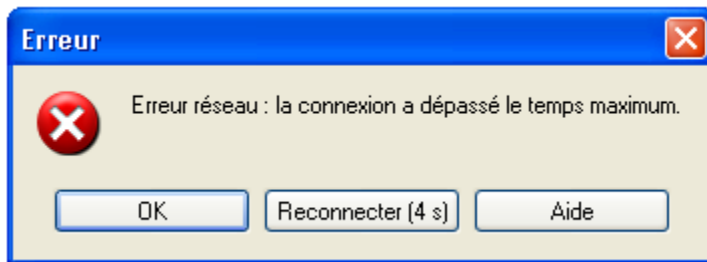 Erreur
Erreur réseau : la connexion a dépassé le temps maximum.
OK
Reconnecter (4 s)
Aide